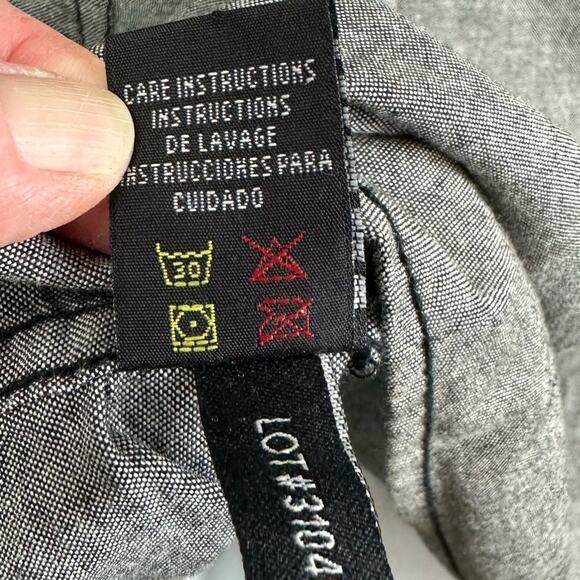 CARE INSTRUCTIONS
INSTRUCTIONS
DE LAVAGE
INSTRUCCIONES PARA
CUIDADO
30
LOT#3104